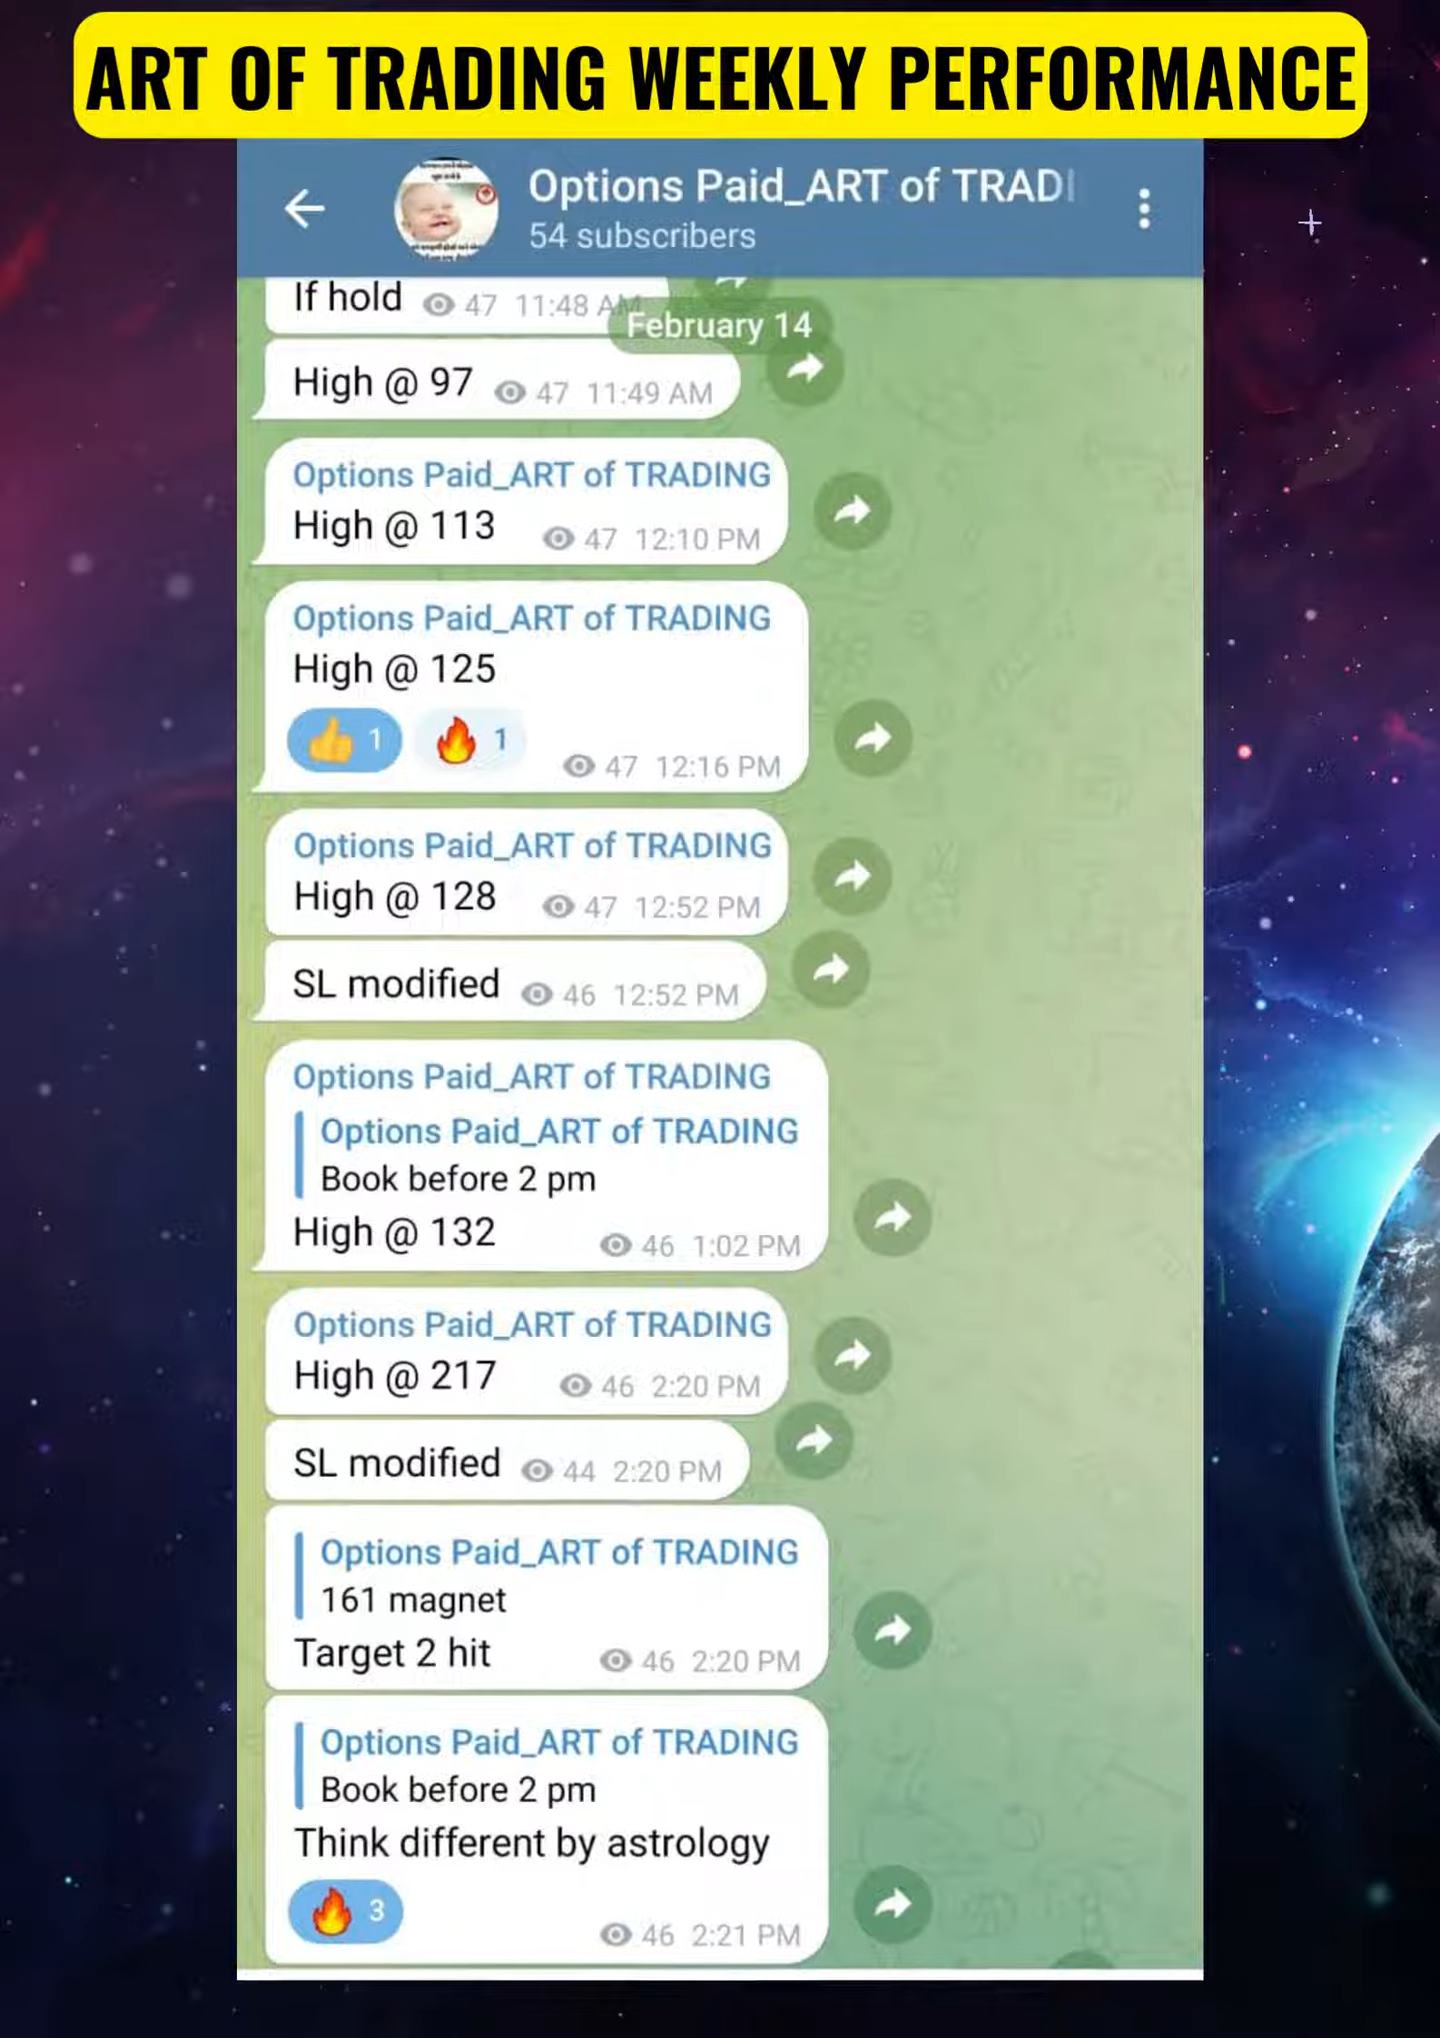 ART OF TRADING WEEKLY PERFORMANCE
Options Paid_ART of TRADI
54 subscribers
If hold 47 11:48 AM
February 14
High @ 97 47 11:49 AM
Options Paid_ART of TRADING
High @ 113 47 12:10 PM
Options Paid_ART of TRADING
High @ 125
👍 1 🔥 1 47 12:16 PM
Options Paid_ART of TRADING
High @ 128 47 12:52 PM
SL modified 46 12:52 PM
Options Paid_ART of TRADING
Options Paid_ART of TRADING
Book before 2 pm
High @ 132 46 1:02 PM
Options Paid_ART of TRADING
High @ 217 46 2:20 PM
SL modified 44 2:20 PM
Options Paid_ART of TRADING
161 magnet
Target 2 hit 46 2:20 PM
Options Paid_ART of TRADING
Book before 2 pm
Think different by astrology
🔥 3 46 2:21 PM